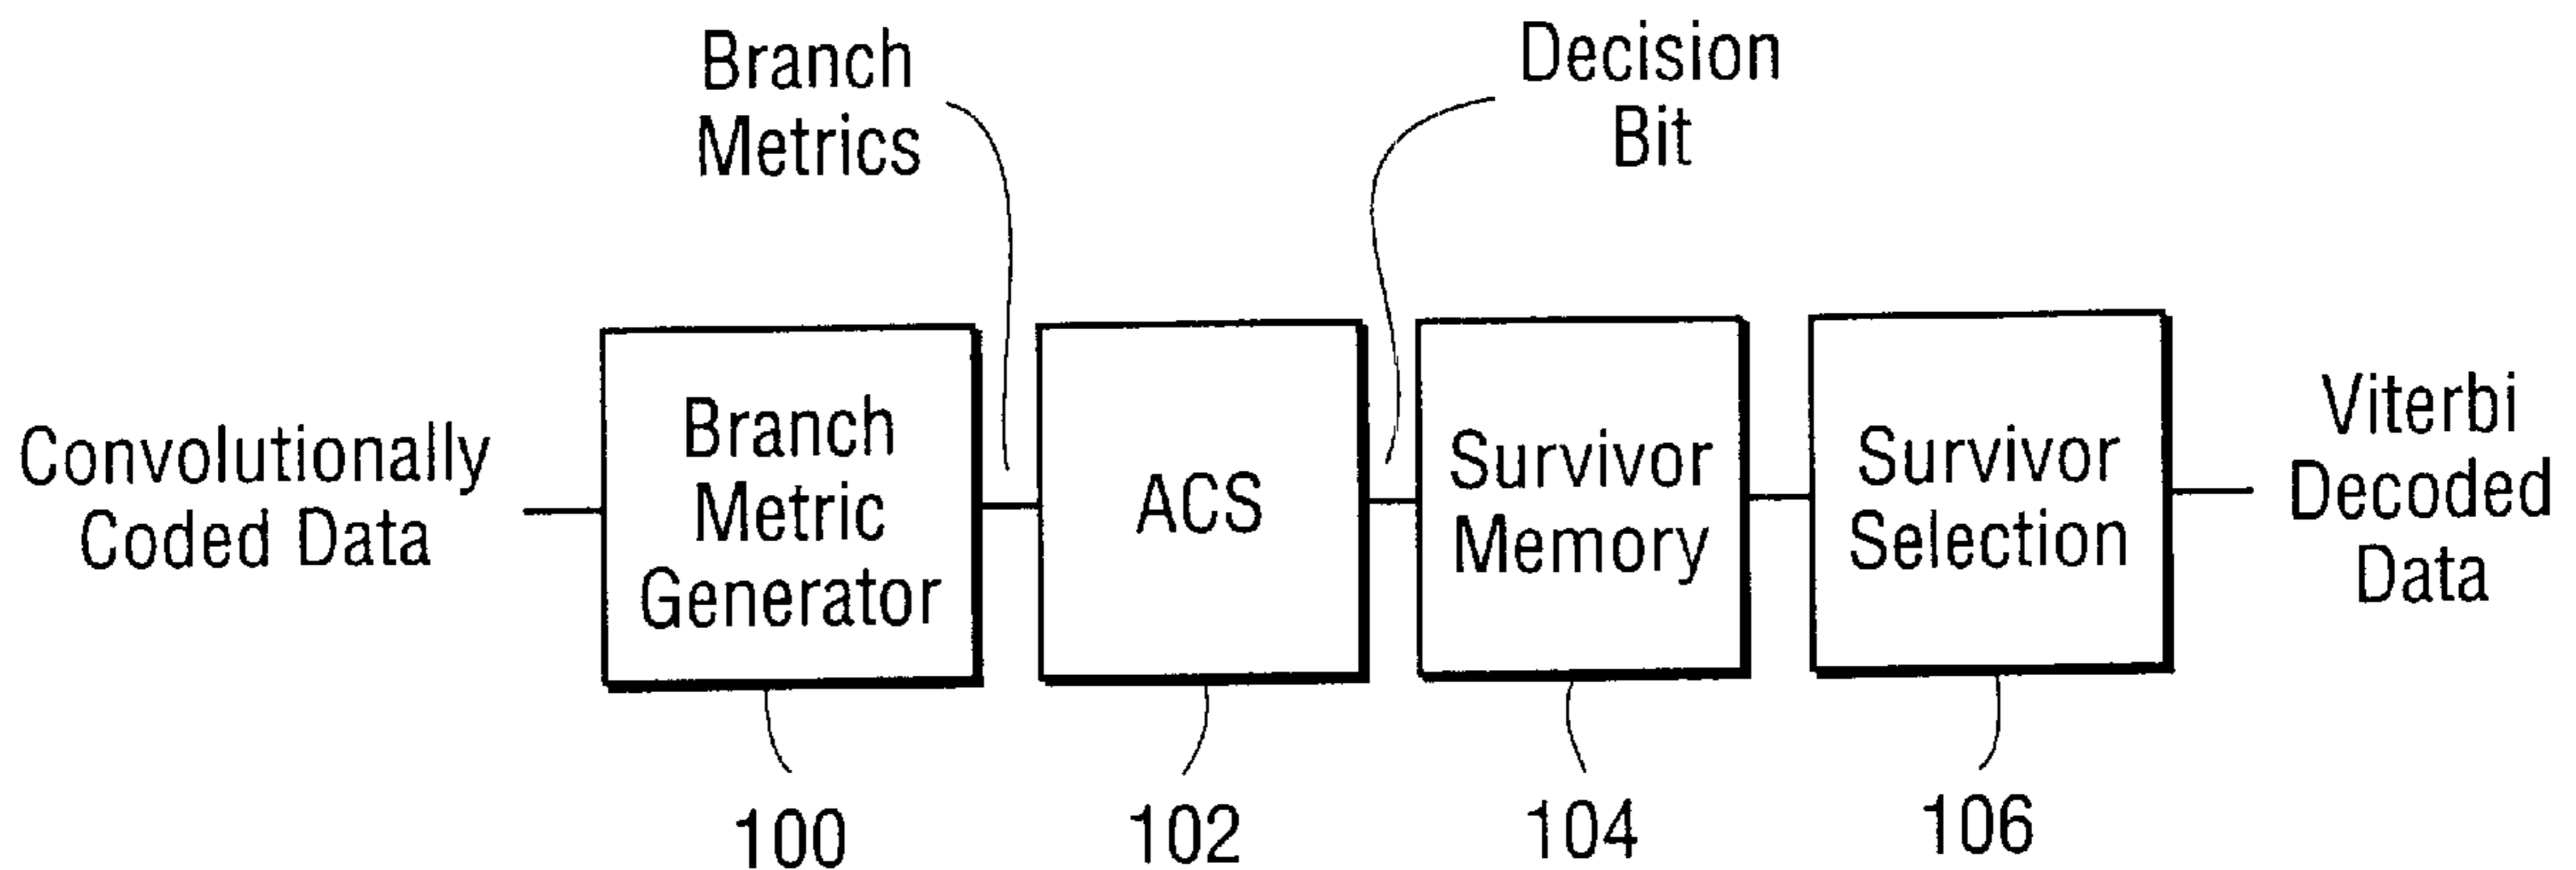 Branch
Metrics
Decision
Bit
Convolutionally
Coded Data
Branch
Metric
Generator
ACS
Survivor
Memory
Survivor
Selection
Viterbi
Decoded
Data
100
102
104
106